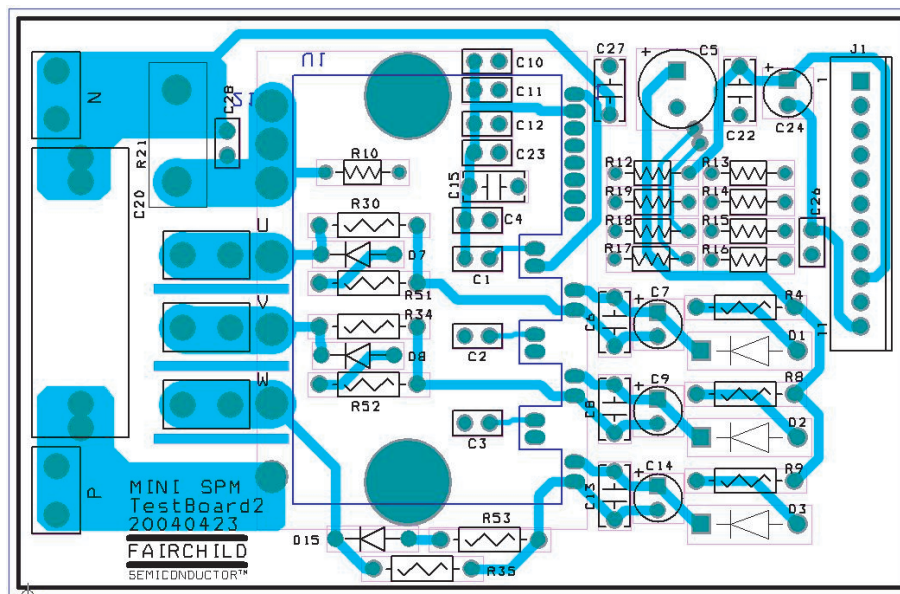 N
C20
R21
C28
U1
R10
C10
C11
C12
C23
C15
C4
C1
R30
D7
R51
R34
D8
R52
U
V
W
C2
C3
P
MINI SPM
TestBoard2
20040423
FAIRCHILD
SEMICONDUCTOR™
D15
R53
R35
C27
+
C5
C22
+
C24
J1
1
R12
R13
R19
R14
R18
R15
R17
R16
C26
11
+
C7
C6
R4
D1
+
C9
C8
R8
D2
+
C14
C13
R9
D3